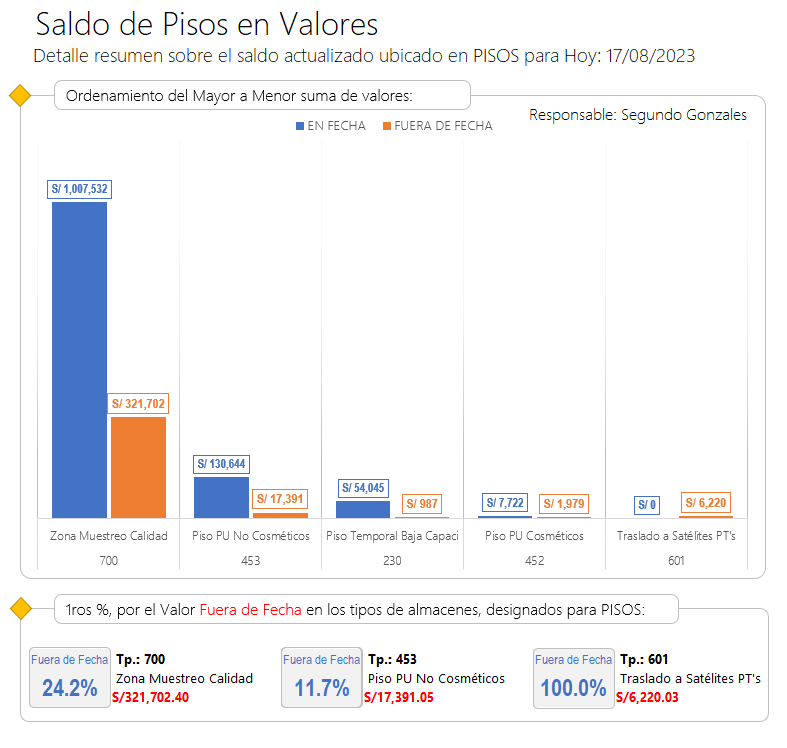 Saldo de Pisos en Valores
Detalle resumen sobre el saldo actualizado ubicado en PISOS para Hoy: 17/08/2023
Ordenamiento del Mayor a Menor suma de valores:
Responsable: Segundo Gonzales
EN FECHA FUERA DE FECHA
S/ 1,007,532
S/ 321,702
S/ 130,644
S/ 17,391
S/ 54,045
S/ 987
S/ 7,722
S/ 1,979
S/ 0
S/ 6,220
Zona Muestreo Calidad Piso PU No Cosméticos Piso Temporal Baja Capaci Piso PU Cosméticos Traslado a Satélites PT's
700 453 230 452 601
1ros %, por el Valor Fuera de Fecha en los tipos de almacenes, designados para PISOS:
Fuera de Fecha
24.2%
Tp.: 700
Zona Muestreo Calidad
S/321,702.40
Fuera de Fecha
11.7%
Tp.: 453
Piso PU No Cosméticos
S/17,391.05
Fuera de Fecha
100.0%
Tp.: 601
Traslado a Satélites PT's
S/6,220.03